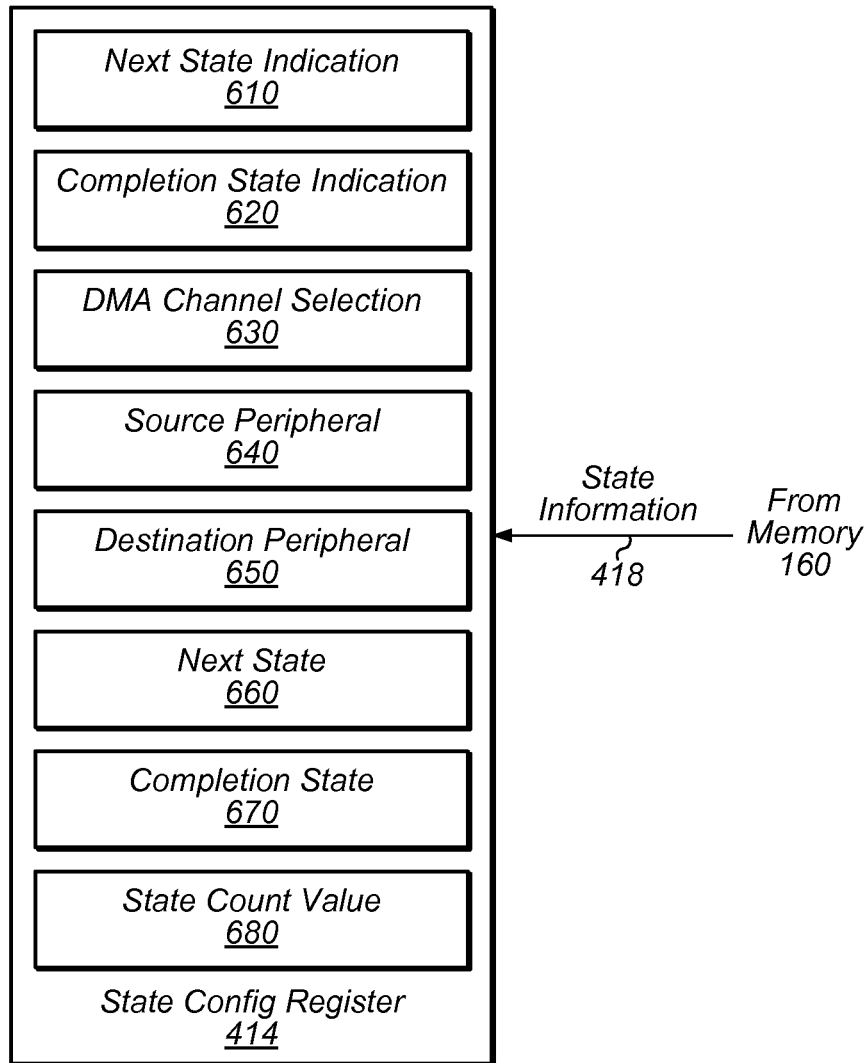 Next State Indication
610
Completion State Indication
620
DMA Channel Selection
630
Source Peripheral
640
Destination Peripheral
650
Next State
660
Completion State
670
State Count Value
680
State Config Register
414
State
Information
418
From
Memory
160